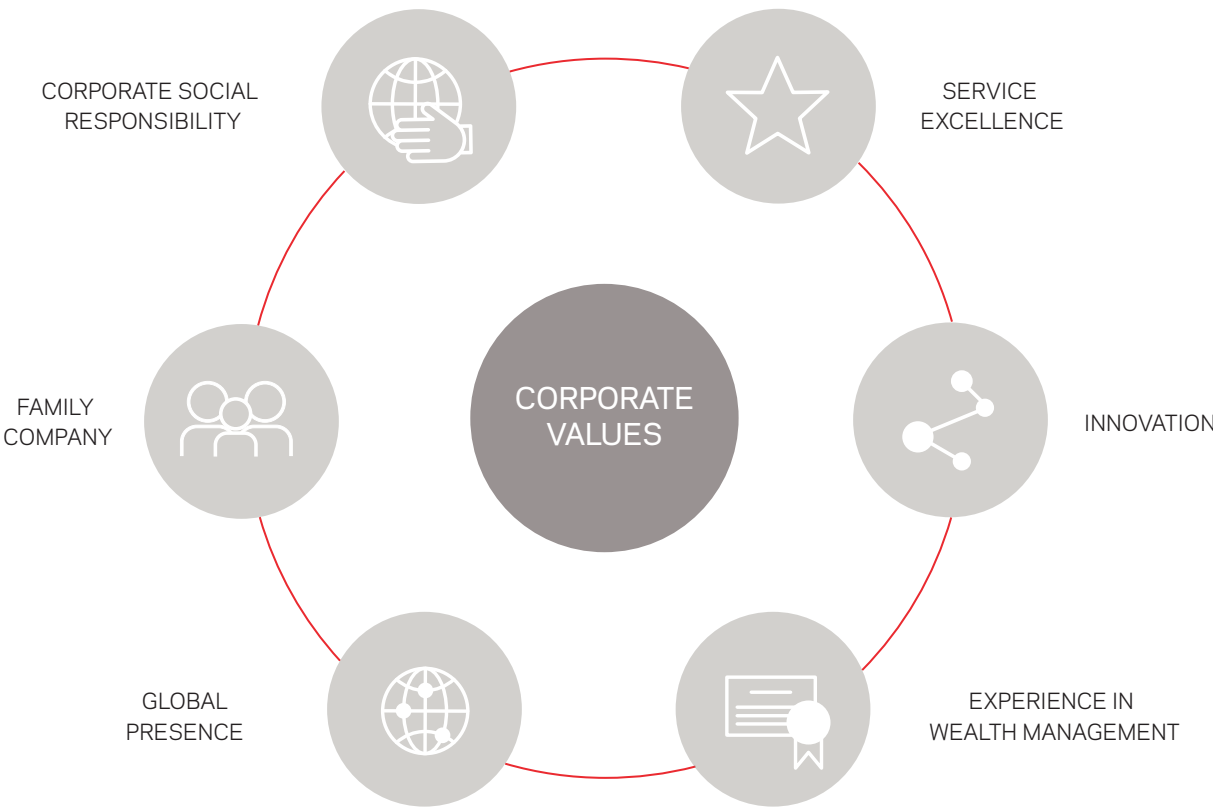 CORPORATE SOCIAL
RESPONSIBILITY
SERVICE
EXCELLENCE
FAMILY
COMPANY
CORPORATE
VALUES
INNOVATION
GLOBAL
PRESENCE
EXPERIENCE IN
WEALTH MANAGEMENT